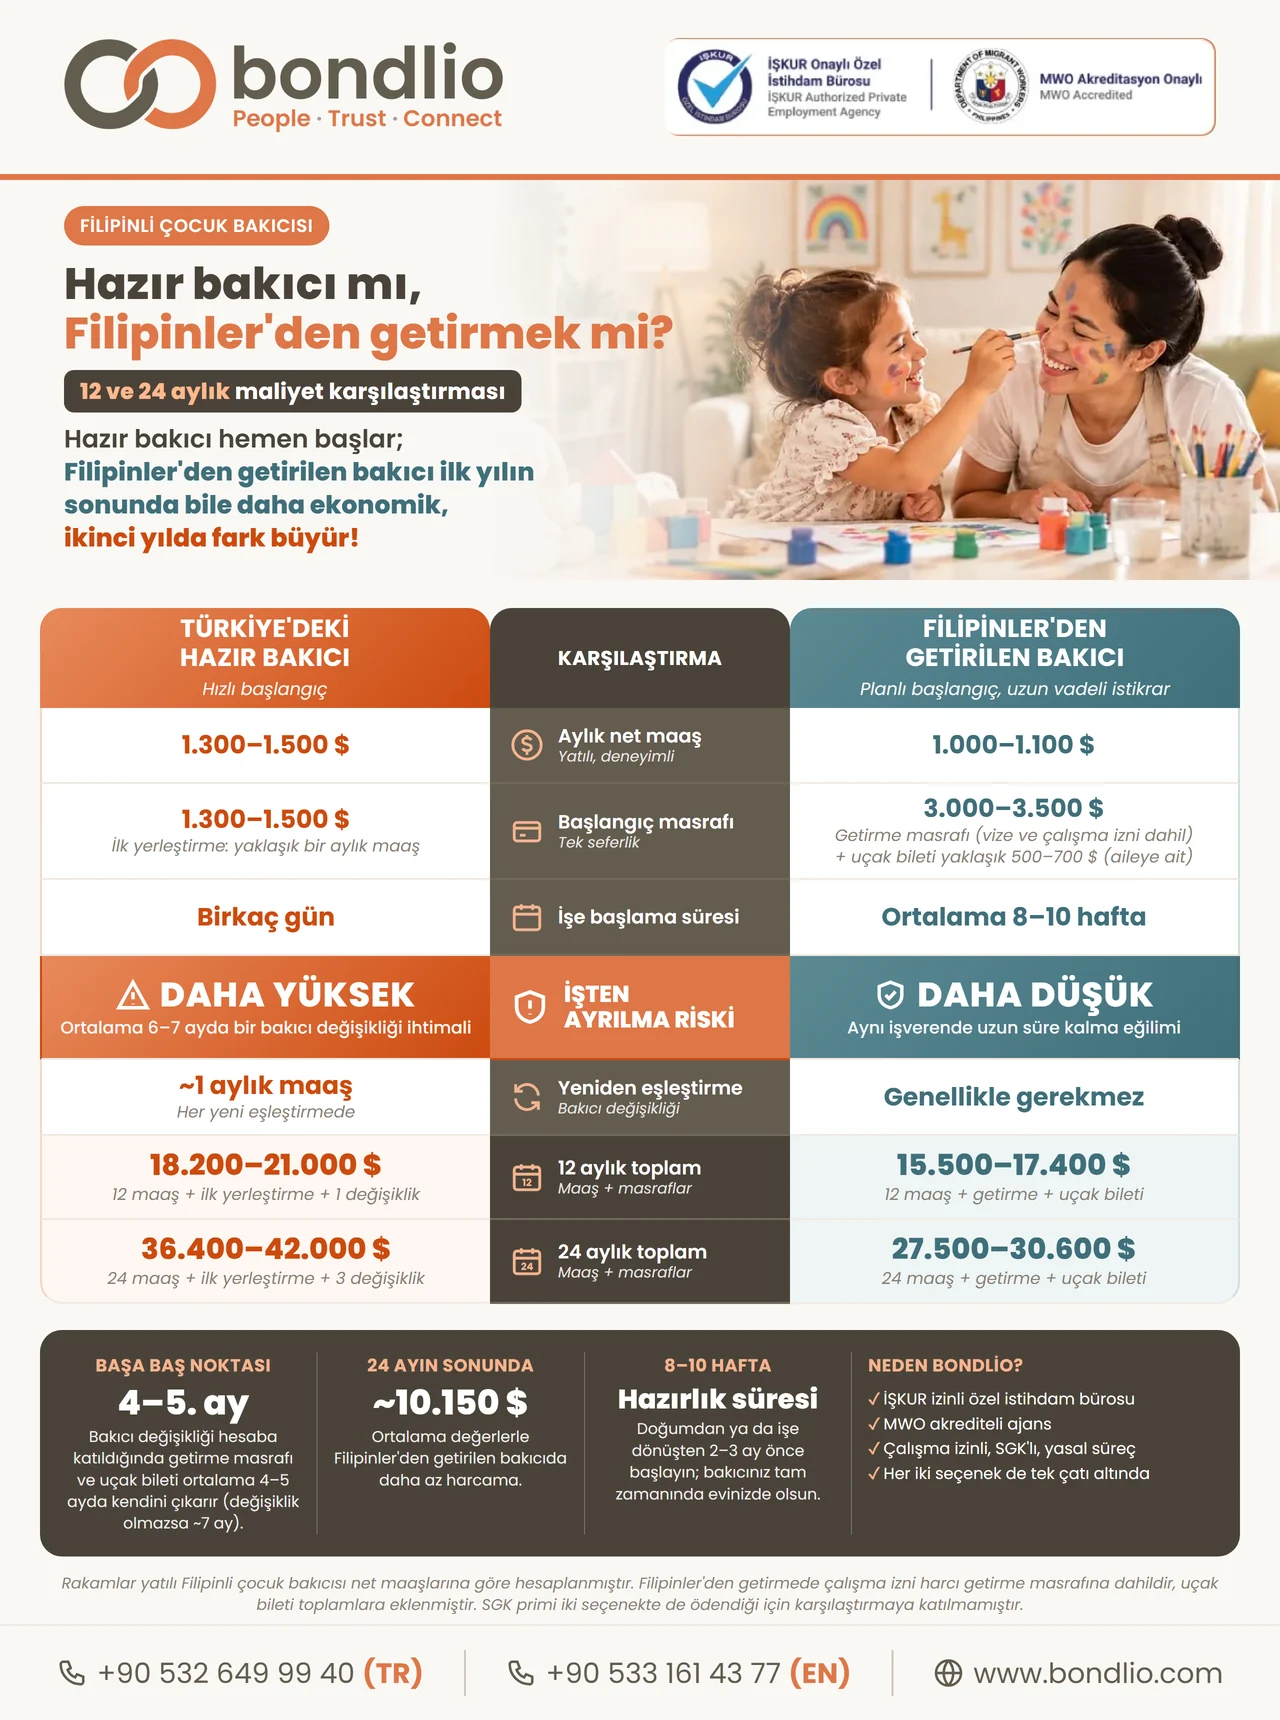 bondlio
People · Trust · Connect
İŞKUR
ÖZEL İSTİHDAM BÜROSU
İŞKUR Onaylı Özel
İstihdam Bürosu
İŞKUR Authorized Private
Employment Agency
DEPARTMENT OF MIGRANT WORKERS
PHILIPPINES
MWO Akreditasyon Onaylı
MWO Accredited
FİLİPİNLİ ÇOCUK BAKICISI
Hazır bakıcı mı,
Filipinler'den getirmek mi?
12 ve 24 aylık maliyet karşılaştırması
Hazır bakıcı hemen başlar;
Filipinler'den getirilen bakıcı ilk yılın
sonunda bile daha ekonomik,
ikinci yılda fark büyür!
TÜRKİYE'DEKİ
HAZIR BAKICI
Hızlı başlangıç
KARŞILAŞTIRMA
FİLİPİNLER'DEN
GETİRİLEN BAKICI
Planlı başlangıç, uzun vadeli istikrar
1.300–1.500 $
Aylık net maaş
Yatılı, deneyimli
1.000–1.100 $
1.300–1.500 $
İlk yerleştirme: yaklaşık bir aylık maaş
Başlangıç masrafı
Tek seferlik
3.000–3.500 $
Getirme masrafı (vize ve çalışma izni dahil)
+ uçak bileti yaklaşık 500–700 $ (aileye ait)
Birkaç gün
İşe başlama süresi
Ortalama 8–10 hafta
DAHA YÜKSEK
Ortalama 6–7 ayda bir bakıcı değişikliği ihtimali
İŞTEN
AYRILMA RİSKİ
DAHA DÜŞÜK
Aynı işverende uzun süre kalma eğilimi
~1 aylık maaş
Her yeni eşleştirmede
Yeniden eşleştirme
Bakıcı değişikliği
Genellikle gerekmez
18.200–21.000 $
12 maaş + ilk yerleştirme + 1 değişiklik
12
12 aylık toplam
Maaş + masraflar
15.500–17.400 $
12 maaş + getirme + uçak bileti
36.400–42.000 $
24 maaş + ilk yerleştirme + 3 değişiklik
24
24 aylık toplam
Maaş + masraflar
27.500–30.600 $
24 maaş + getirme + uçak bileti
BAŞA BAŞ NOKTASI
4–5. ay
Bakıcı değişikliği hesaba
katıldığında getirme masrafı
ve uçak bileti ortalama 4–5
ayda kendini çıkarır (değişiklik
olmazsa ~7 ay).
24 AYIN SONUNDA
~10.150 $
Ortalama değerlerle
Filipinler'den getirilen bakıcıda
daha az harcama.
8–10 HAFTA
Hazırlık süresi
Doğumdan ya da işe
dönüşten 2–3 ay önce
başlayın; bakıcınız tam
zamanında evinizde olsun.
NEDEN BONDLİO?
✓ İŞKUR izinli özel istihdam bürosu
✓ MWO akrediteli ajans
✓ Çalışma izinli, SGK'lı, yasal süreç
✓ Her iki seçenek de tek çatı altında
Rakamlar yatılı Filipinli çocuk bakıcısı net maaşlarına göre hesaplanmıştır. Filipinler'den getirmede çalışma izni harcı getirme masrafına dahildir, uçak
bileti toplamlara eklenmiştir. SGK primi iki seçenekte de ödendiği için karşılaştırmaya katılmamıştır.
+90 532 649 99 40 (TR)
+90 533 161 43 77 (EN)
www.bondlio.com